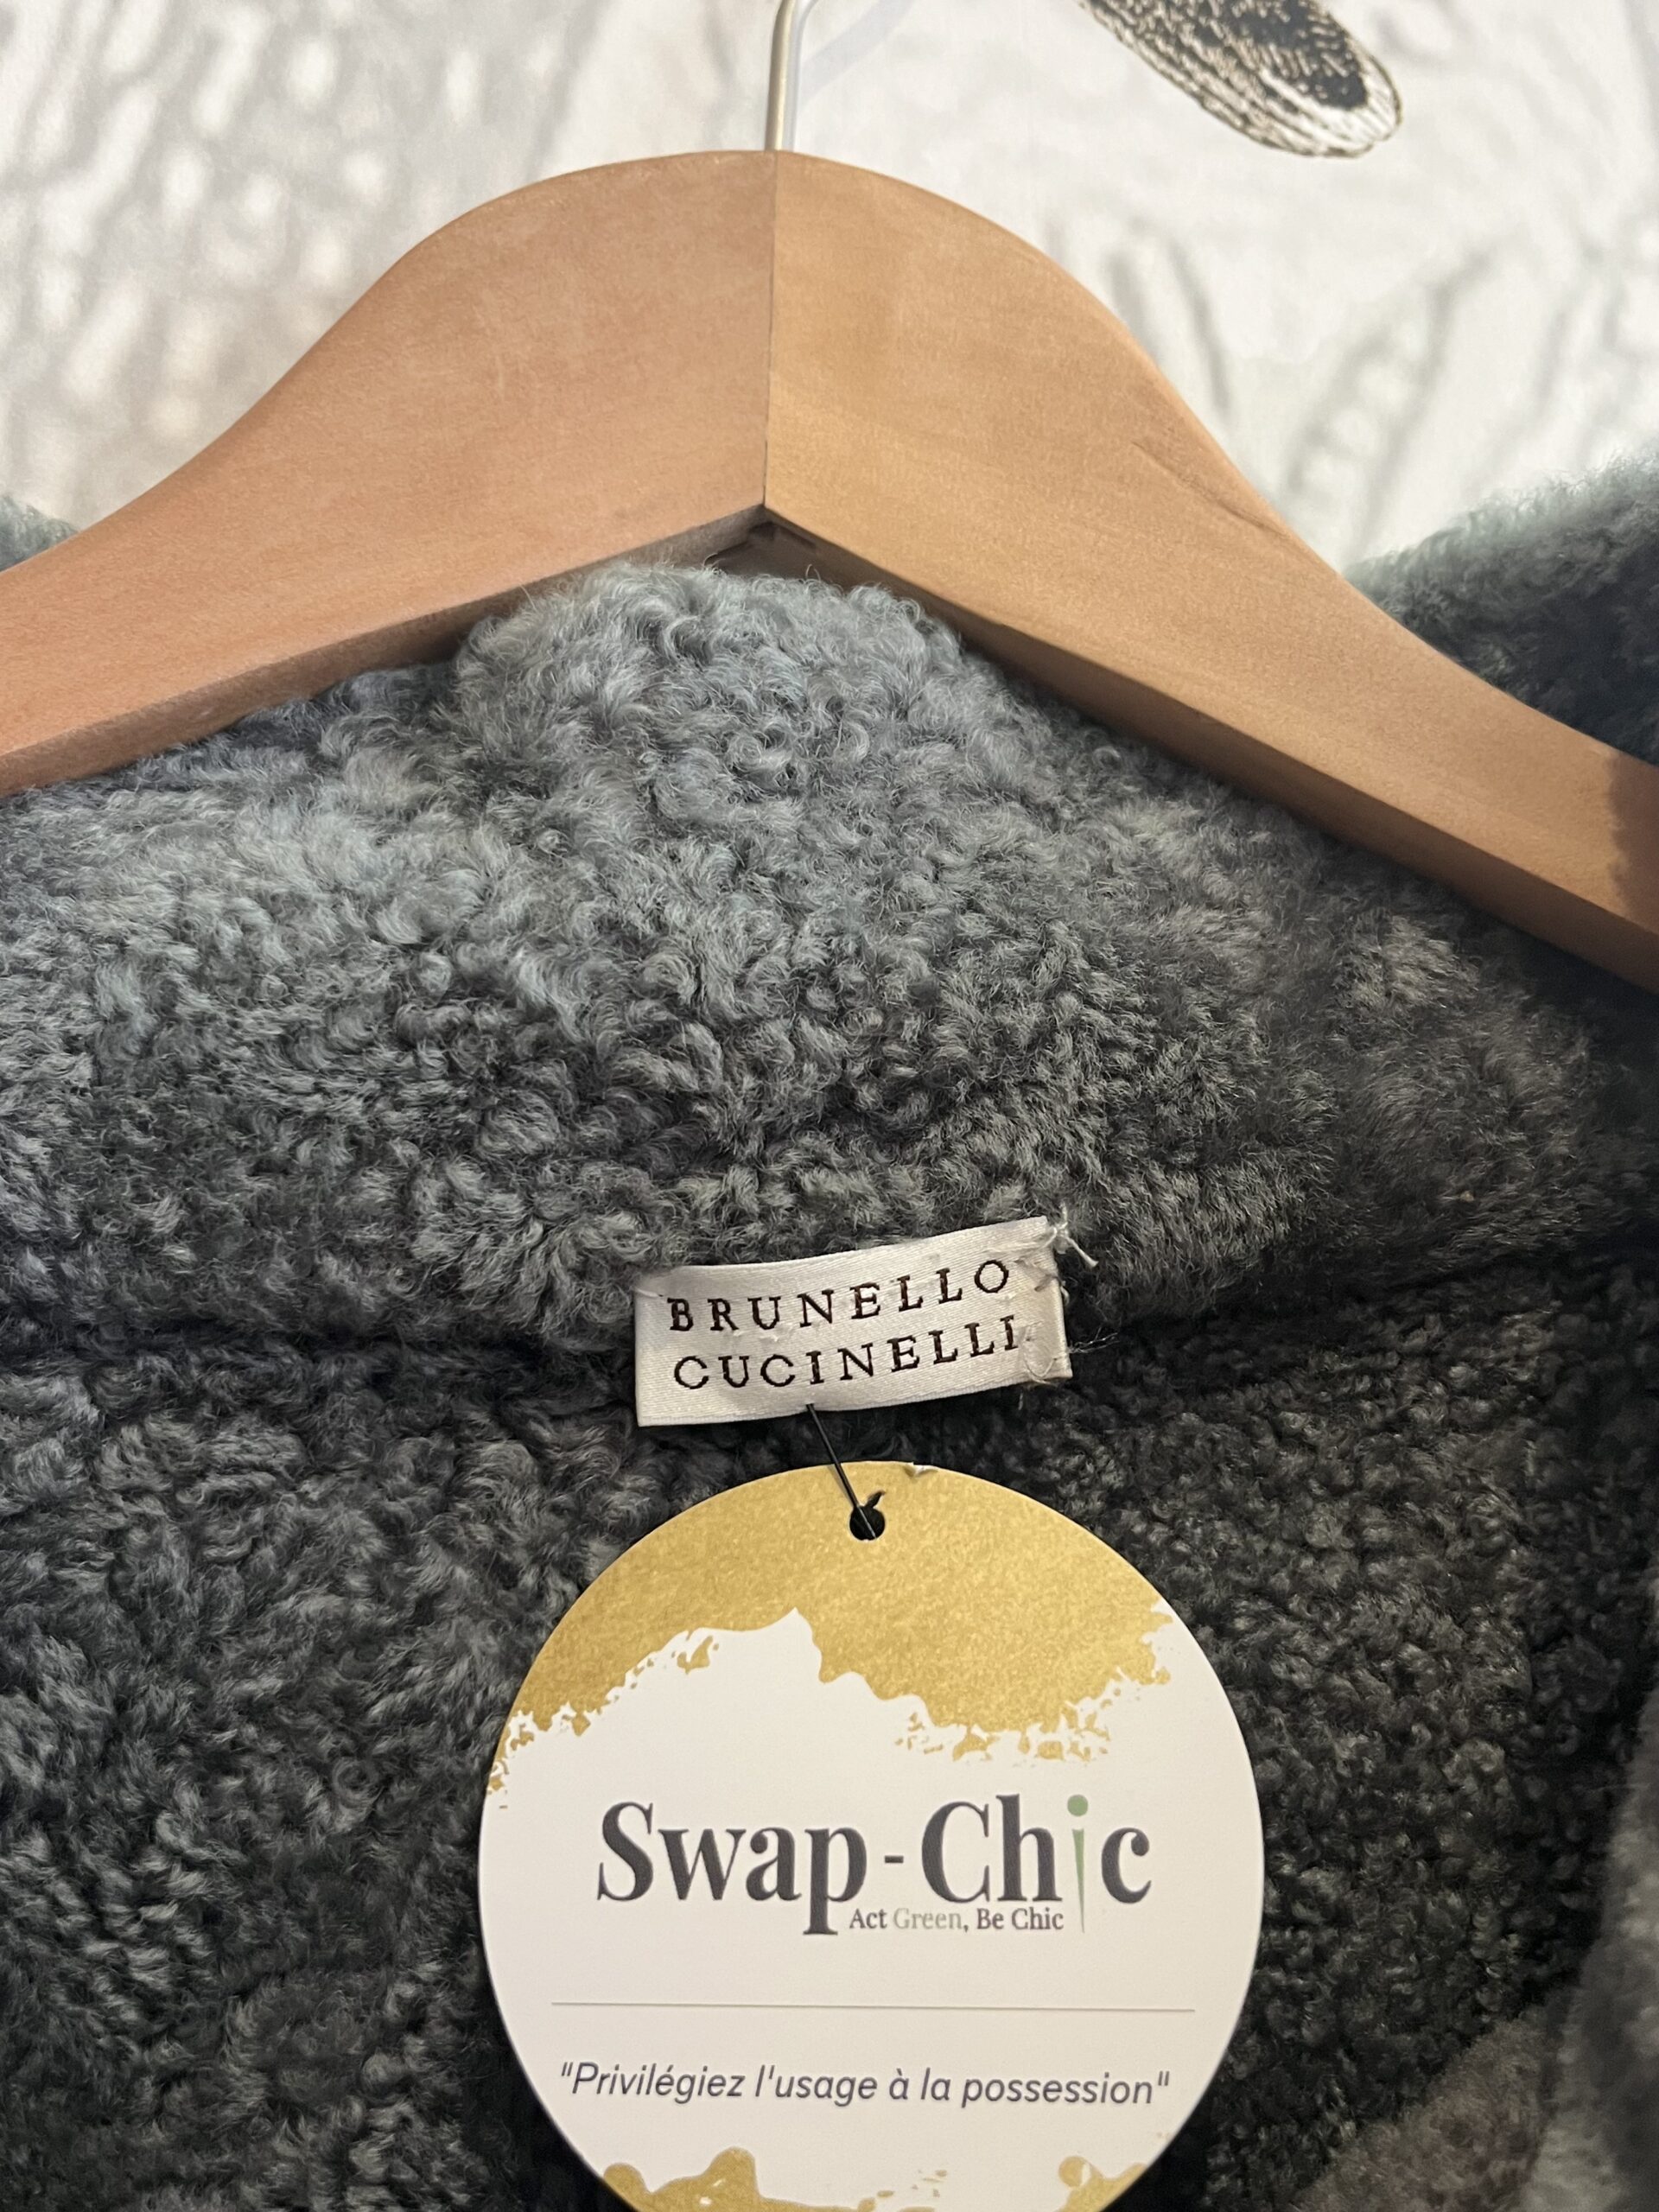 BRUNELLO
CUCINELLI
Swap-Chic
Act Green, Be Chic
"Privilégiez l'usage à la possession"